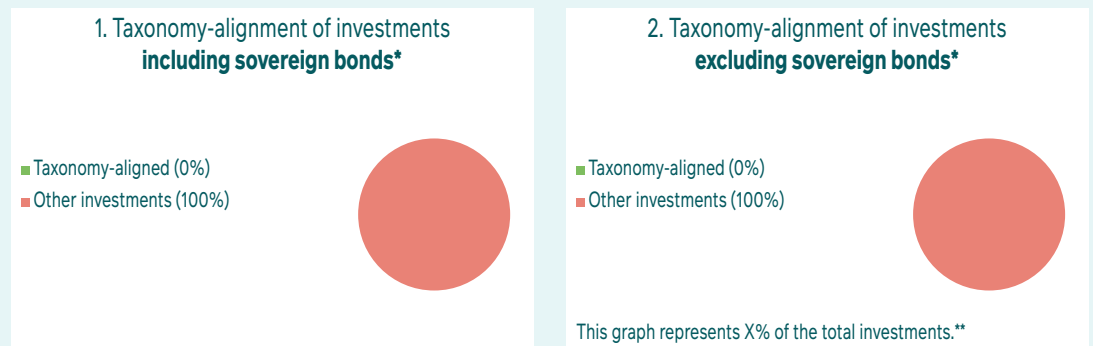 1. Taxonomy-alignment of investments
including sovereign bonds*
Taxonomy-aligned (0%)
Other investments (100%)
2. Taxonomy-alignment of investments
excluding sovereign bonds*
Taxonomy-aligned (0%)
Other investments (100%)
This graph represents X% of the total investments.**